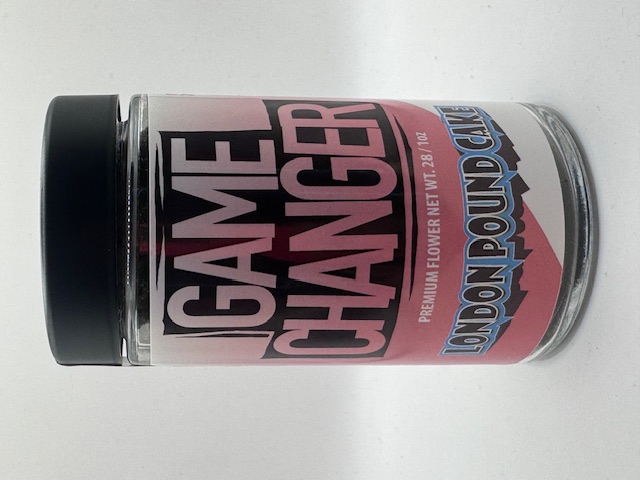 GAME
CHANGER
PREMIUM FLOWER NET WT. 28/1oz
LONDON POUND CAKE